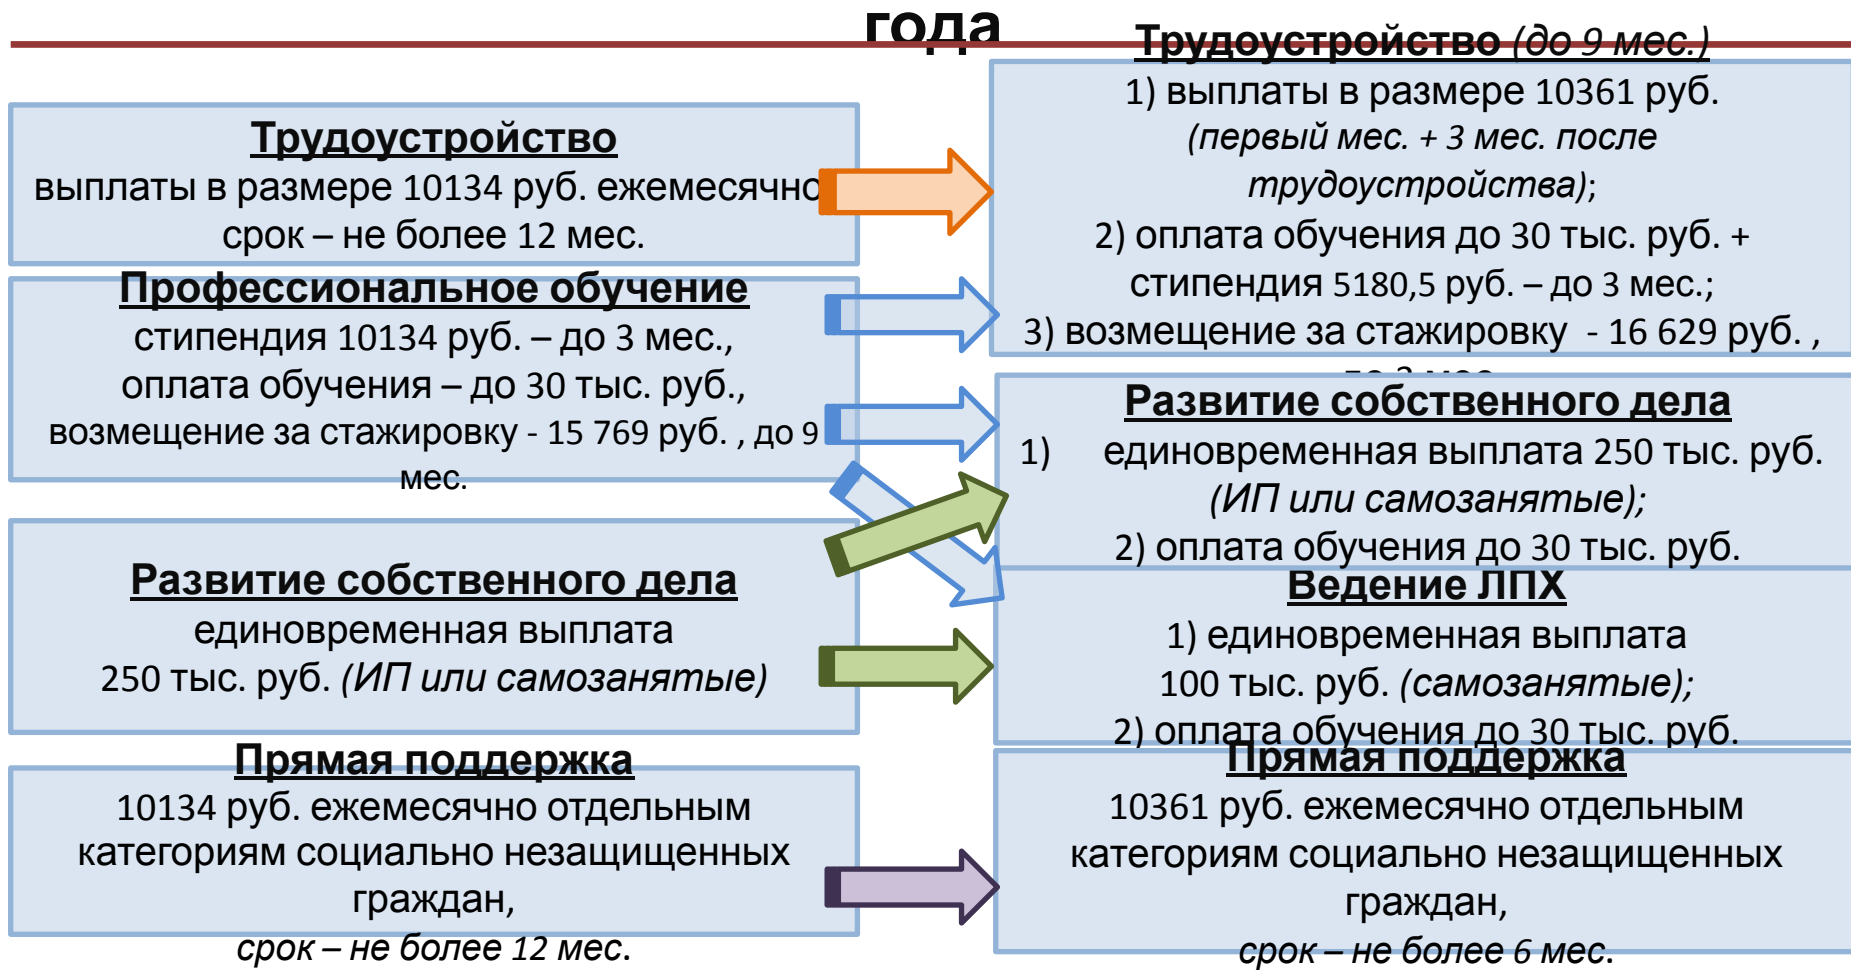 года
Трудоустройство
выплаты в размере 10134 руб. ежемесячно
срок – не более 12 мес.
Профессиональное обучение
стипендия 10134 руб. – до 3 мес.,
оплата обучения – до 30 тыс. руб.,
возмещение за стажировку - 15 769 руб. , до 9
мес.
Развитие собственного дела
единовременная выплата
250 тыс. руб. (ИП или самозанятые)
Прямая поддержка
10134 руб. ежемесячно отдельным
категориям социально незащищенных
граждан,
срок – не более 12 мес.
Трудоустройство (до 9 мес.)
1) выплаты в размере 10361 руб.
(первый мес. + 3 мес. после
трудоустройства);
2) оплата обучения до 30 тыс. руб. +
стипендия 5180,5 руб. – до 3 мес.;
3) возмещение за стажировку - 16 629 руб. ,
до 3 мес.
Развитие собственного дела
1) единовременная выплата 250 тыс. руб.
(ИП или самозанятые);
2) оплата обучения до 30 тыс. руб.
Ведение ЛПХ
1) единовременная выплата
100 тыс. руб. (самозанятые);
2) оплата обучения до 30 тыс. руб.
Прямая поддержка
10361 руб. ежемесячно отдельным
категориям социально незащищенных
граждан,
срок – не более 6 мес.